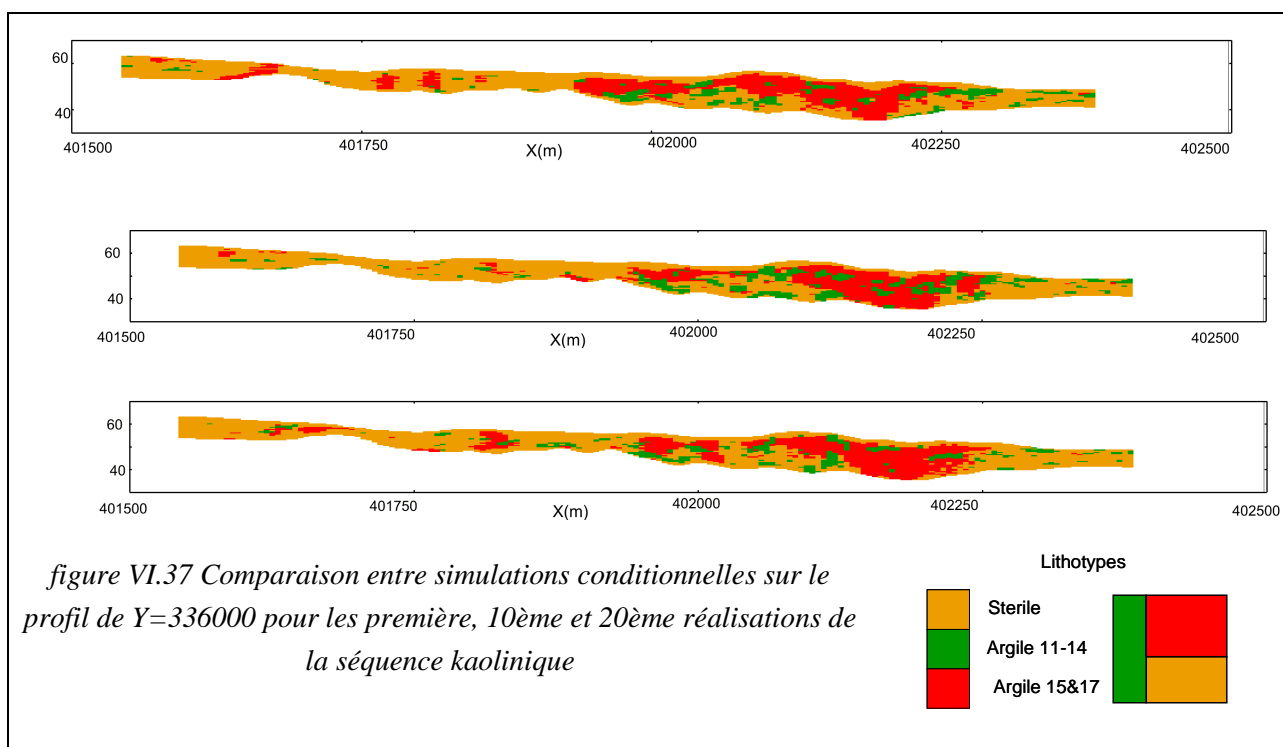 60
40
401500
401750
402000
402250
402500
X(m)
60
40
401500
401750
402000
402250
402500
X(m)
60
40
401500
401750
402000
402250
402500
X(m)
figure VI.37 Comparaison entre simulations conditionnelles sur le
profil de Y=336000 pour les première, 10ème et 20ème réalisations de
la séquence kaolinique
Lithotypes
Sterile
Argile 11-14
Argile 15&17